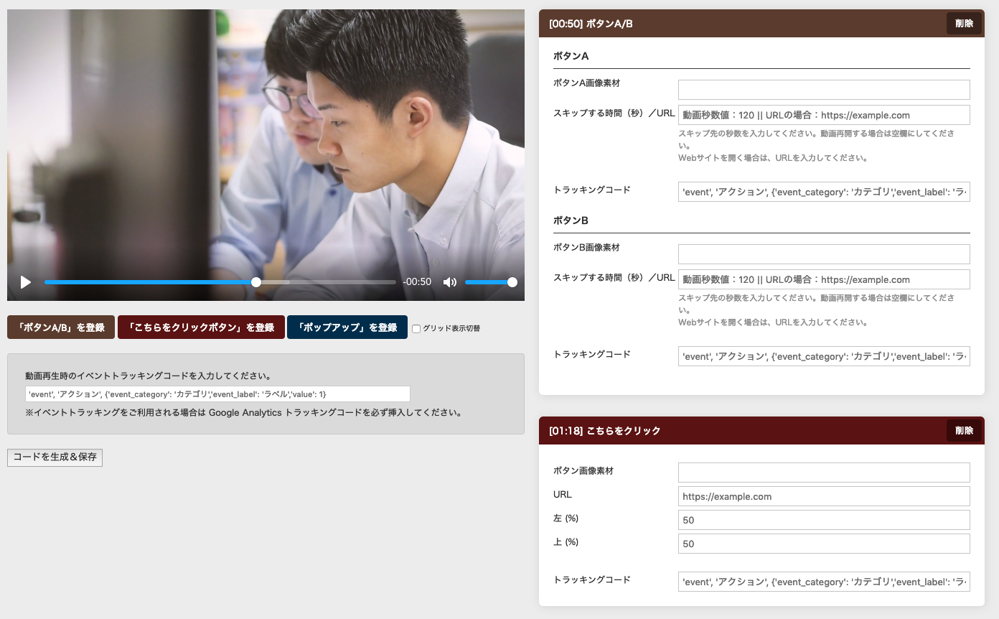 -00:50
「ボタンA/B」を登録
「こちらをクリックボタン」を登録
「ポップアップ」を登録
グリッド表示切替
動画再生時のイベントトラッキングコードを入力してください。
'event', 'アクション', {'event_category': 'カテゴリ','event_label': 'ラベル','value': 1}
※イベントトラッキングをご利用される場合は Google Analytics トラッキングコードを必ず挿入してください。
コードを生成＆保存
[00:50] ボタンA/B
削除
ボタンA
ボタンA画像素材
スキップする時間（秒）／URL
動画秒数値：120 || URLの場合：https://example.com
スキップ先の秒数を入力してください。動画再開する場合は空欄にしてくださ
い。
Webサイトを開く場合は、URLを入力してください。
トラッキングコード
'event', 'アクション', {'event_category': 'カテゴリ','event_label': 'ラ
ボタンB
ボタンB画像素材
スキップする時間（秒）／URL
動画秒数値：120 || URLの場合：https://example.com
スキップ先の秒数を入力してください。動画再開する場合は空欄にしてくださ
い。
Webサイトを開く場合は、URLを入力してください。
トラッキングコード
'event', 'アクション', {'event_category': 'カテゴリ','event_label': 'ラ
[01:18] こちらをクリック
削除
ボタン画像素材
URL
https://example.com
左 (%)
50
上 (%)
50
トラッキングコード
'event', 'アクション', {'event_category': 'カテゴリ','event_label': 'ラ